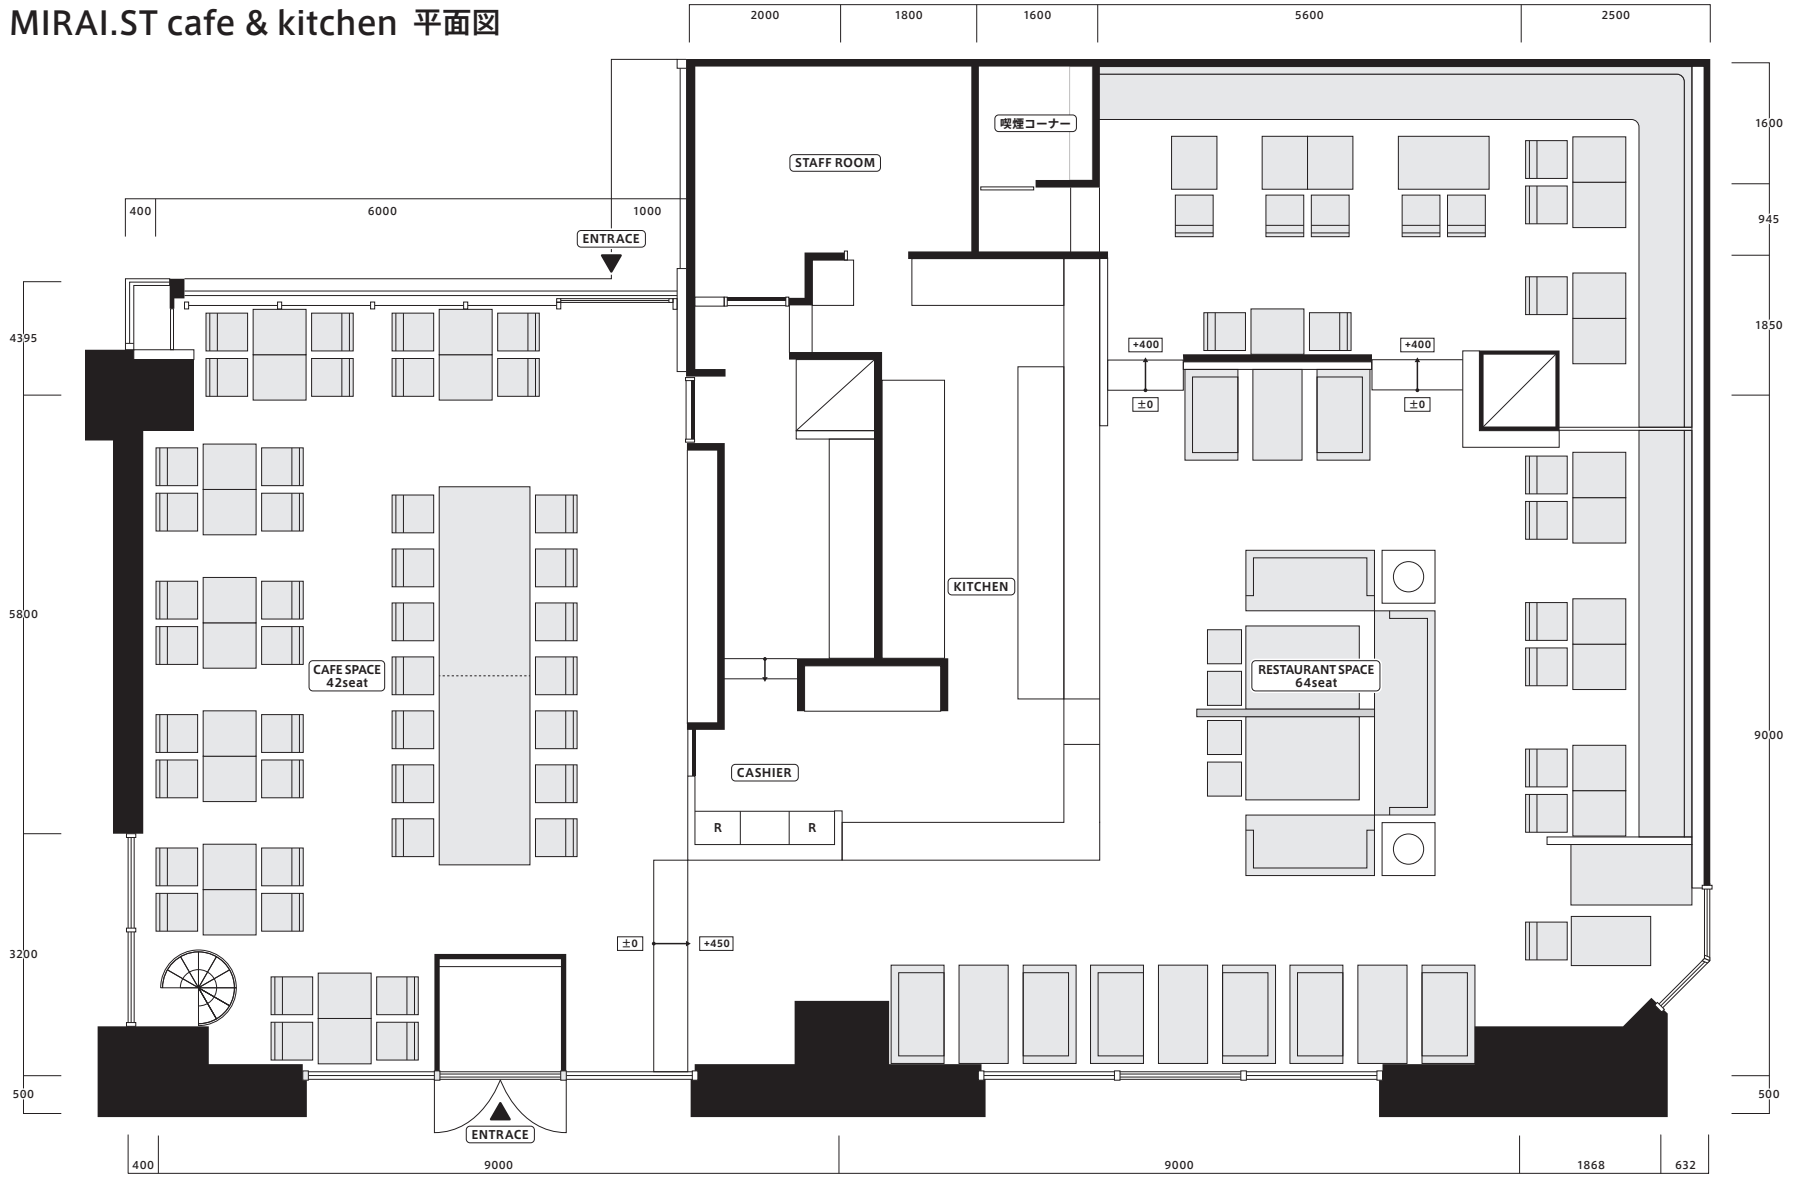 MIRAI.ST cafe & kitchen 平面図
2000
1800
1600
5600
2500
400
6000
1000
ENTRACE
STAFF ROOM
喫煙コーナー
1600
945
1850
9000
500
4395
5800
3200
500
+400
±0
+400
±0
KITCHEN
CAFE SPACE
42seat
RESTAURANT SPACE
64seat
CASHIER
R
R
±0
+450
ENTRACE
400
9000
9000
1868
632